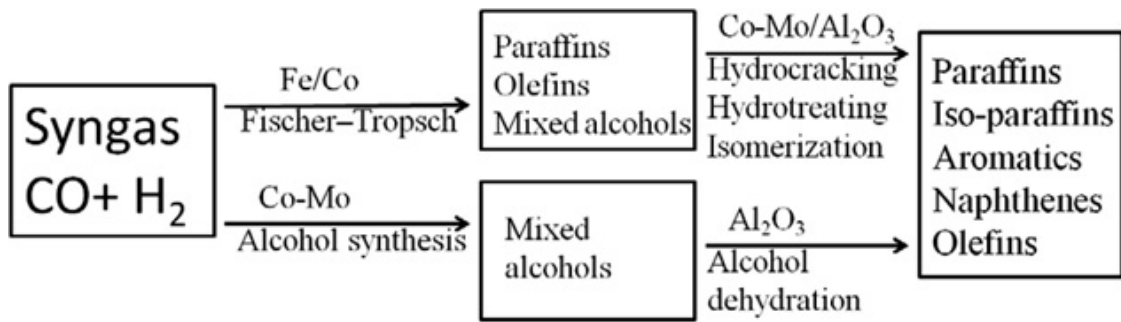 Syngas
CO+ H₂
Fe/Co
Fischer–Tropsch
Co-Mo
Alcohol synthesis
Paraffins
Olefins
Mixed alcohols
Mixed
alcohols
Co-Mo/Al₂O₃
Hydrocracking
Hydrotreating
Isomerization
Al₂O₃
Alcohol
dehydration
Paraffins
Iso-paraffins
Aromatics
Naphthenes
Olefins